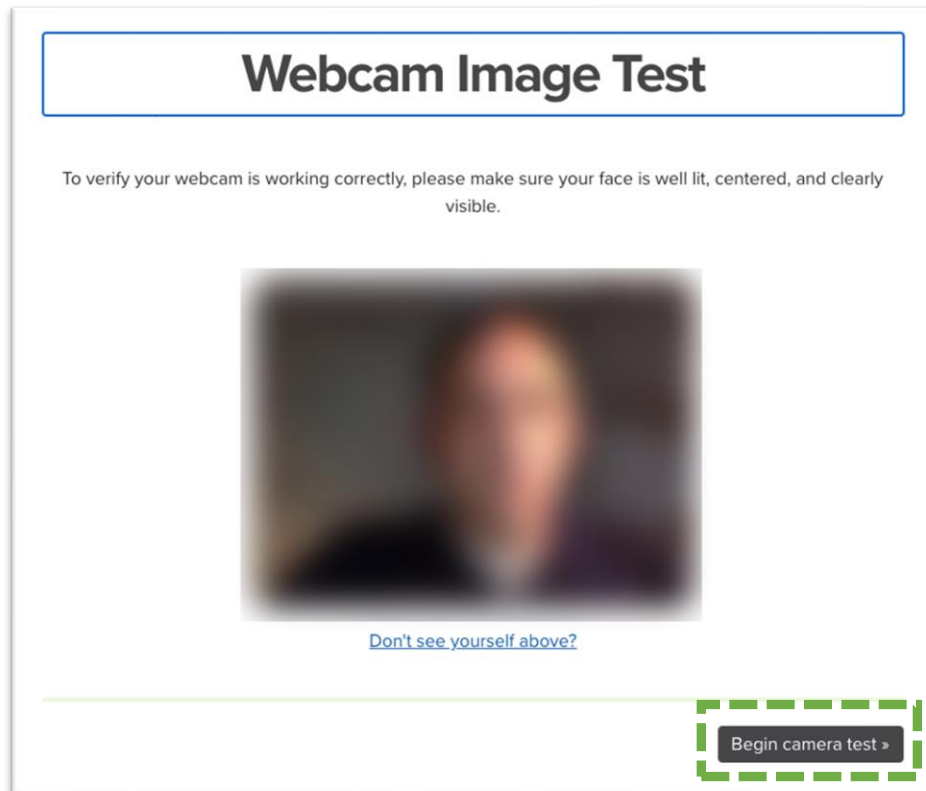 Webcam Image Test
To verify your webcam is working correctly, please make sure your face is well lit, centered, and clearly
visible.
Don't see yourself above?
Begin camera test »